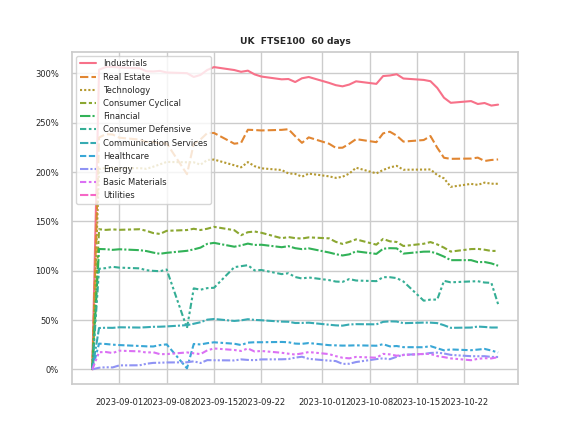 UK FTSE100 60 days
Industrials
Real Estate
Technology
Consumer Cyclical
Financial
Consumer Defensive
Communication Services
Healthcare
Energy
Basic Materials
Utilities
300%
250%
200%
150%
100%
50%
0%
2023-09-01
2023-09-08
2023-09-15
2023-09-22
2023-10-01
2023-10-08
2023-10-15
2023-10-22